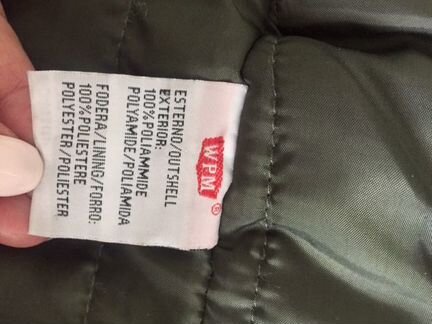 WPM
®
ESTERNO/OUTSHELL
EXTERIOR:
100%POLIAMMIDE
POLYAMIDE/POLIAMIDA
FODERA/LINING/FORRO:
100%POLIESTERE
POLYESTER/POLIESTER